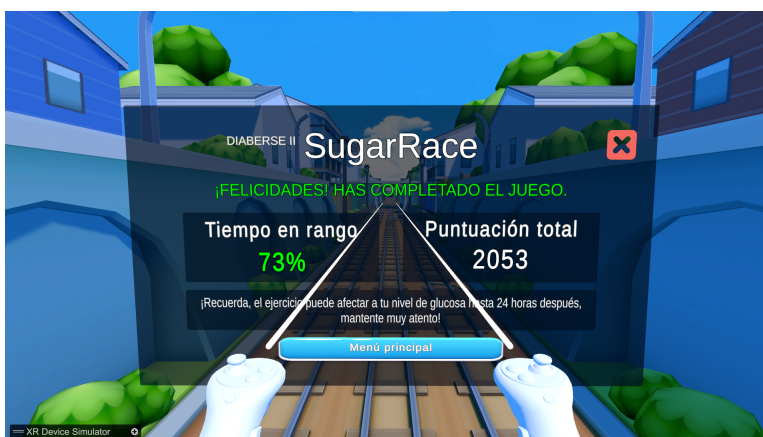 DIABERSE II SugarRace
¡FELICIDADES! HAS COMPLETADO EL JUEGO.
Tiempo en rango
73%
Puntuación total
2053
¡Recuerda, el ejercicio puede afectar a tu nivel de glucosa hasta 24 horas después,
mantente muy atento!
Menú principal
XR Device Simulator